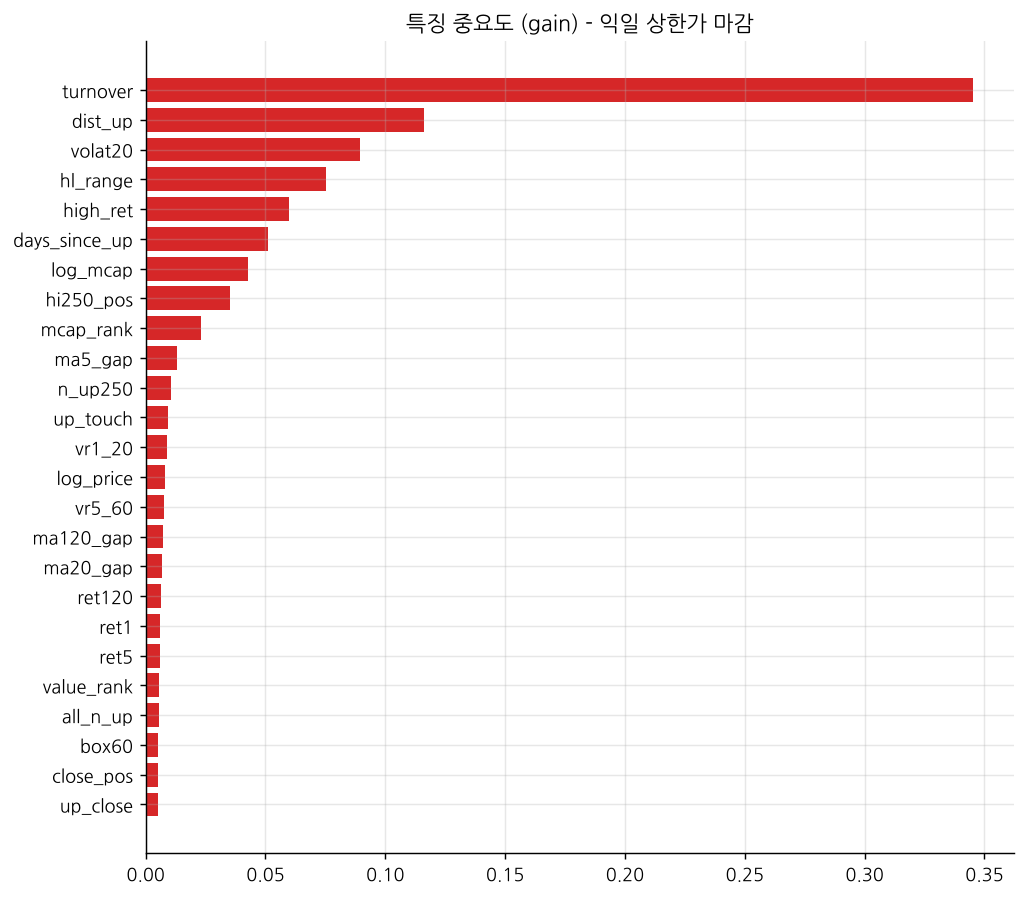 특징 중요도 (gain) - 익일 상한가 마감
turnover
dist_up
volat20
hl_range
high_ret
days_since_up
log_mcap
hi250_pos
mcap_rank
ma5_gap
n_up250
up_touch
vr1_20
log_price
vr5_60
ma120_gap
ma20_gap
ret120
ret1
ret5
value_rank
all_n_up
box60
close_pos
up_close
0.00 0.05 0.10 0.15 0.20 0.25 0.30 0.35